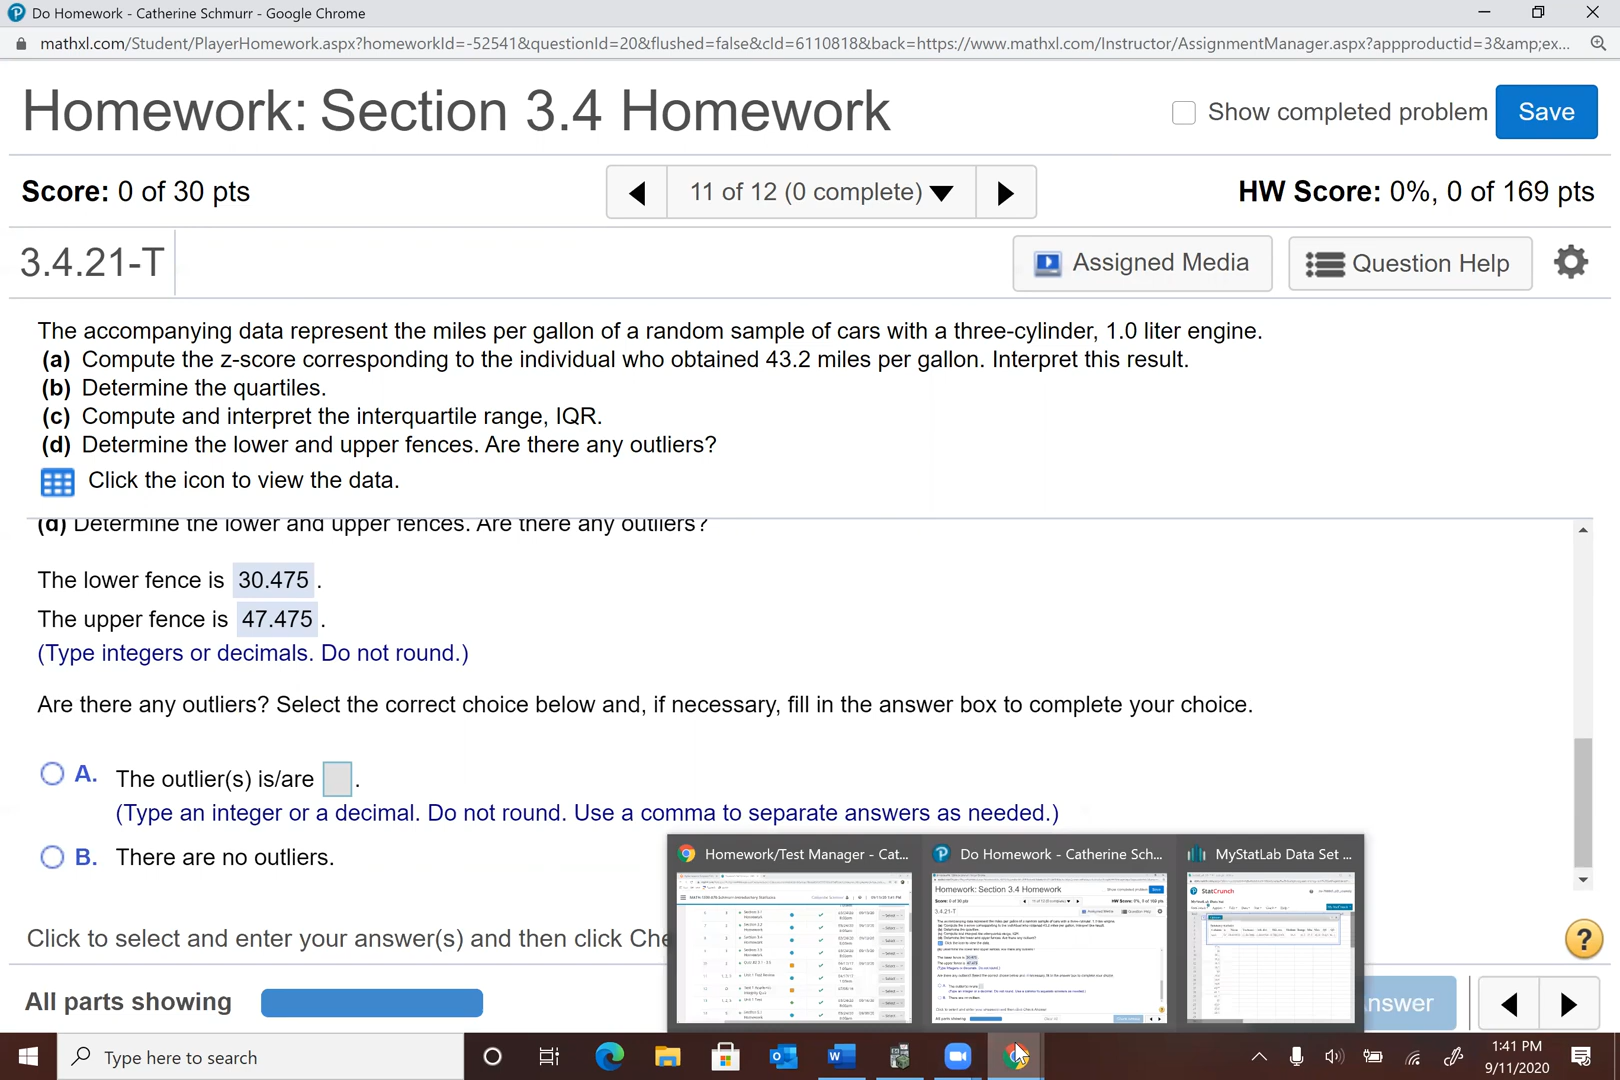 Do Homework - Catherine Schmurr - Google Chrome
mathxl.com/Student/PlayerHomework.aspx?homeworkId=-52541&questionId=20&flushed=false&cId=6110818&back=https://www.mathxl.com/Instructor/AssignmentManager.aspx?appproductid=3&amp;ex...
Homework: Section 3.4 Homework
Show completed problem
Save
Score: 0 of 30 pts
11 of 12 (0 complete)
HW Score: 0%, 0 of 169 pts
3.4.21-T
Assigned Media
Question Help
The accompanying data represent the miles per gallon of a random sample of cars with a three-cylinder, 1.0 liter engine.
(a) Compute the z-score corresponding to the individual who obtained 43.2 miles per gallon. Interpret this result.
(b) Determine the quartiles.
(c) Compute and interpret the interquartile range, IQR.
(d) Determine the lower and upper fences. Are there any outliers?
Click the icon to view the data.
(d) Determine the lower and upper fences. Are there any outliers?
The lower fence is 30.475 .
The upper fence is 47.475 .
(Type integers or decimals. Do not round.)
Are there any outliers? Select the correct choice below and, if necessary, fill in the answer box to complete your choice.
A. The outlier(s) is/are .
(Type an integer or a decimal. Do not round. Use a comma to separate answers as needed.)
B. There are no outliers.
Homework/Test Manager - Cat...
Do Homework - Catherine Sch...
MyStatLab Data Set ...
Homework: Section 3.4 Homework
StatCrunch
Click to select and enter your answer(s) and then click Che
?
All parts showing
nswer
Type here to search
1:41 PM
9/11/2020